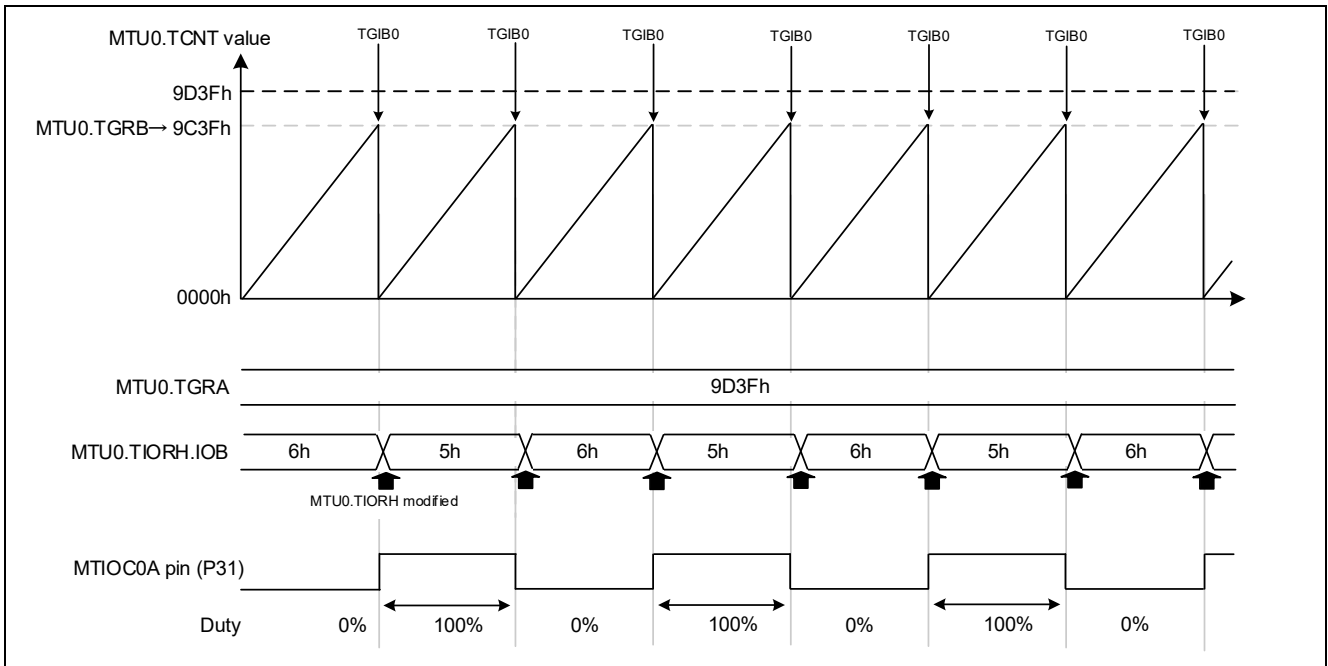 MTU0.TCNT value TGIB0 TGIB0 TGIB0 TGIB0 TGIB0 TGIB0 TGIB0
9D3Fh
MTU0.TGRB→ 9C3Fh
0000h
MTU0.TGRA 9D3Fh
MTU0.TIORH.IOB 6h 5h 6h 5h 6h 5h 6h
MTU0.TIORH modified
MTIOC0A pin (P31)
Duty 0% 100% 0% 100% 0% 100% 0%